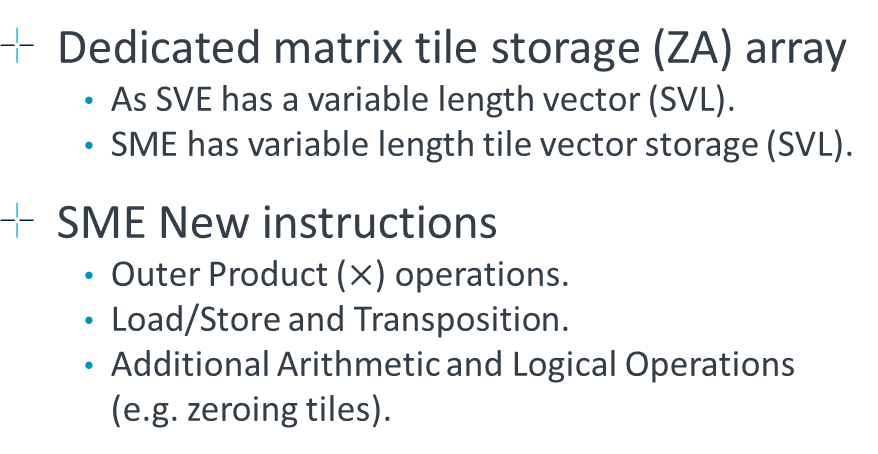 Dedicated matrix tile storage (ZA) array
• As SVE has a variable length vector (SVL).
• SME has variable length tile vector storage (SVL).
SME New instructions
• Outer Product (×) operations.
• Load/Store and Transposition.
• Additional Arithmetic and Logical Operations
(e.g. zeroing tiles).